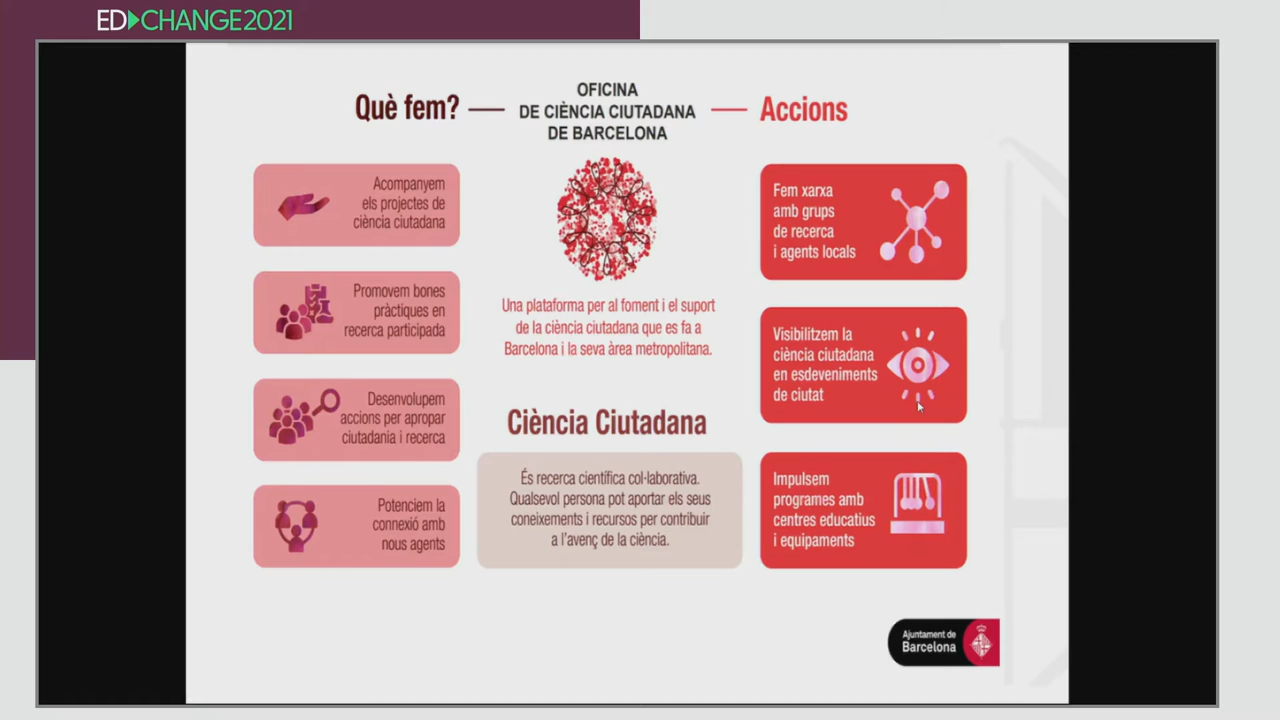 ED CHANGE2021
Què fem?
OFICINA
DE CIÈNCIA CIUTADANA
DE BARCELONA
Accions
Acompanyem
els projectes de
ciència ciutadana
Promovem bones
pràctiques en
recerca participada
Desenvolupem
accions per apropar
ciutadania i recerca
Potenciem la
connexió amb
nous agents
Una plataforma per al foment i el suport
de la ciència ciutadana que es fa a
Barcelona i la seva àrea metropolitana.
Ciència Ciutadana
És recerca científica col·laborativa.
Qualsevol persona pot aportar els seus
coneixements i recursos per contribuir
a l'avenç de la ciència.
Fem xarxa
amb grups
de recerca
i agents locals
Visibilitzem la
ciència ciutadana
en esdeveniments
de ciutat
Impulsem
programes amb
centres educatius
i equipaments
Ajuntament de
Barcelona